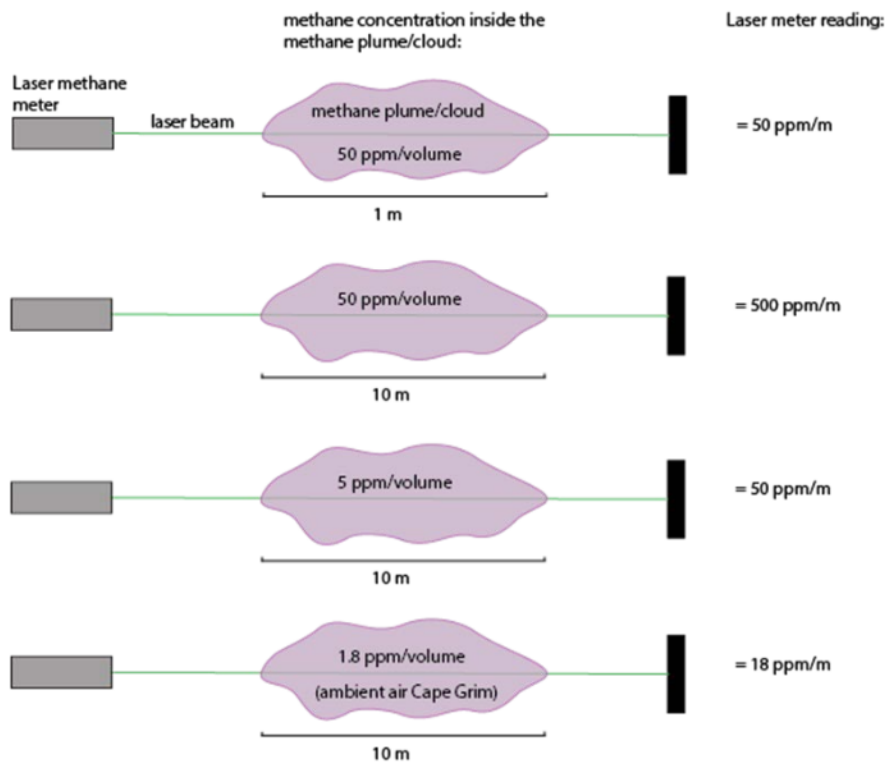 methane concentration inside the
methane plume/cloud:
Laser meter reading:
Laser methane
meter
laser beam
methane plume/cloud
50 ppm/volume
= 50 ppm/m
1 m
50 ppm/volume
= 500 ppm/m
10 m
5 ppm/volume
= 50 ppm/m
10 m
1.8 ppm/volume
(ambient air Cape Grim)
= 18 ppm/m
10 m